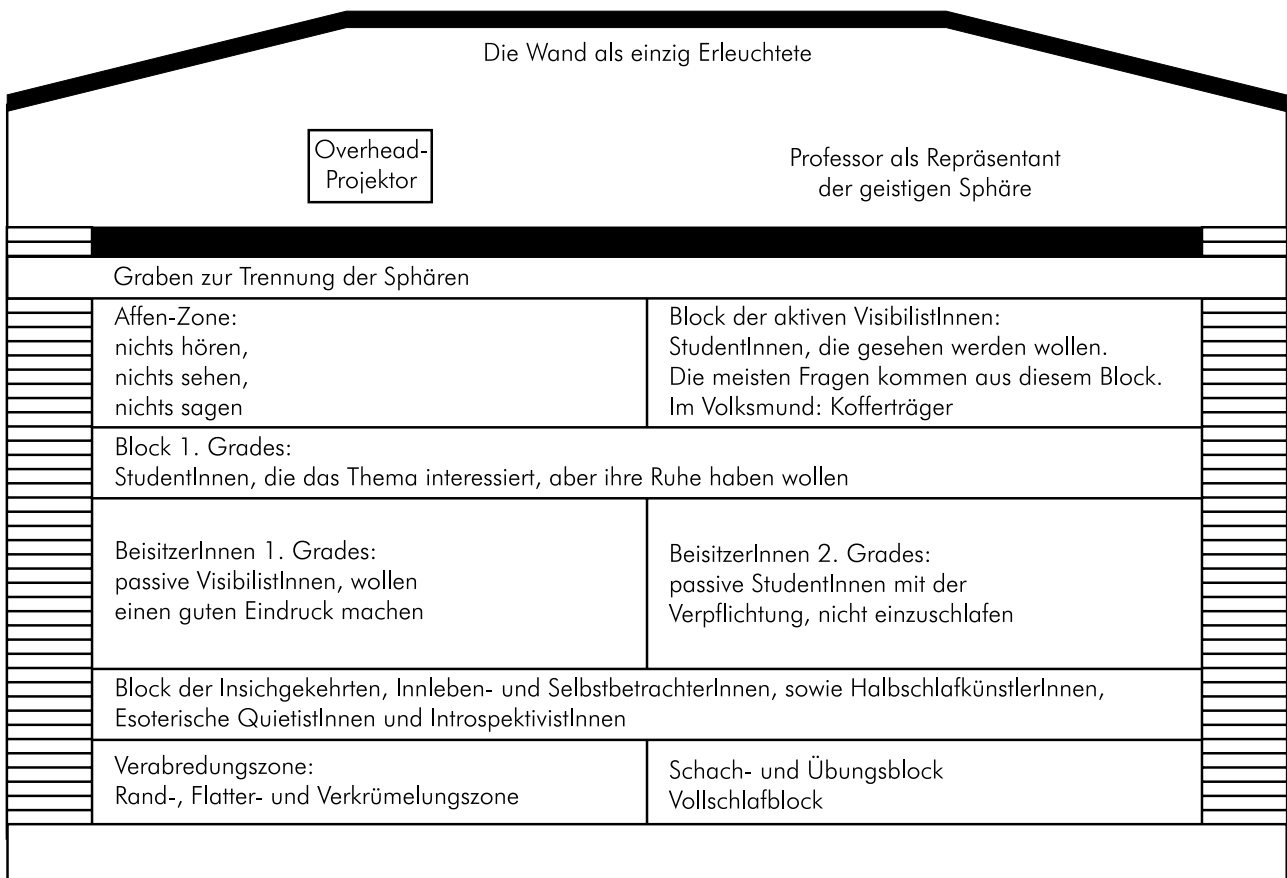 Die Wand als einzig Erleuchtete
Overhead-
Projektor
Professor als Repräsentant
der geistigen Sphäre
Graben zur Trennung der Sphären
Affen-Zone:
nichts hören,
nichts sehen,
nichts sagen
Block der aktiven VisibilistInnen:
StudentInnen, die gesehen werden wollen.
Die meisten Fragen kommen aus diesem Block.
Im Volksmund: Kofferträger
Block 1. Grades:
StudentInnen, die das Thema interessiert, aber ihre Ruhe haben wollen
BeisitzerInnen 1. Grades:
passive VisibilistInnen, wollen
einen guten Eindruck machen
BeisitzerInnen 2. Grades:
passive StudentInnen mit der
Verpflichtung, nicht einzuschlafen
Block der Insichgekehrten, Innleben- und SelbstbetrachterInnen, sowie HalbschlafkünstlerInnen,
Esoterische QuietistInnen und IntrospektivistInnen
Verabredungszone:
Rand-, Flatter- und Verkrümelungszone
Schach- und Übungsblock
Vollschlafblock